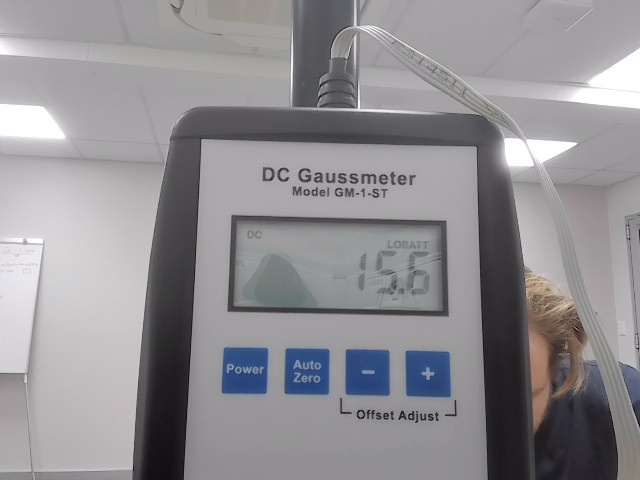 DC Gaussmeter
Model GM-1-ST
DC
LOBATT
-15.6
Power
Auto
Zero
-
+
Offset Adjust